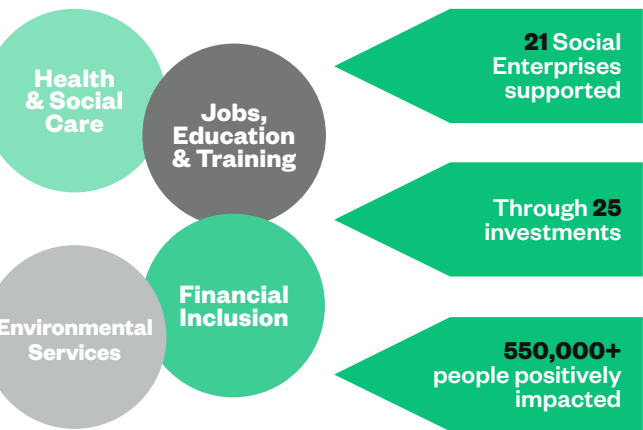 Health
& Social
Care
Jobs,
Education
& Training
Financial
Inclusion
Environmental
Services
21 Social
Enterprises
supported
Through 25
investments
550,000+
people positively
impacted